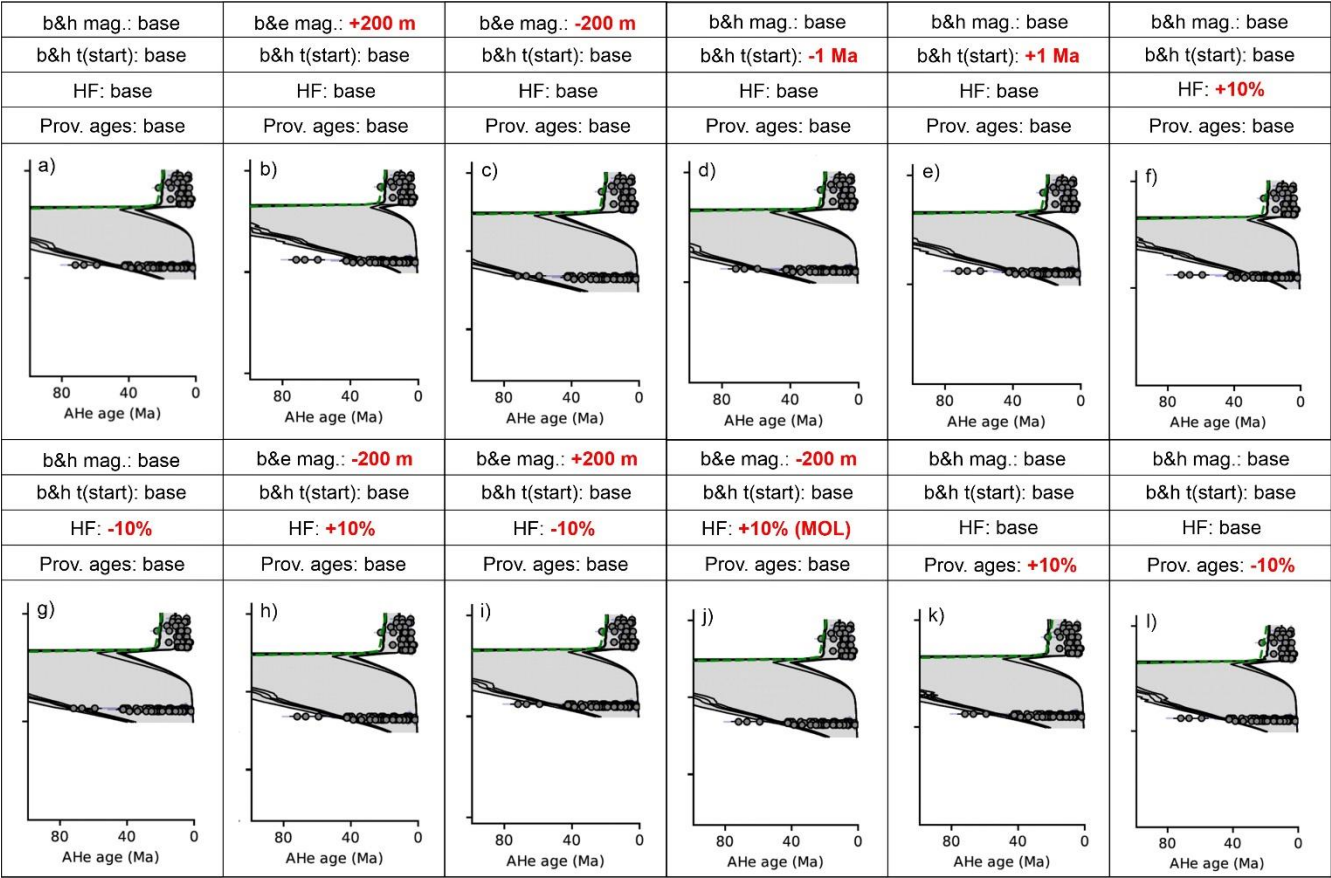 b&h mag.: base
b&e mag.: +200 m
b&e mag.: -200 m
b&h mag.: base
b&h mag.: base
b&h mag.: base
b&h t(start): base
b&h t(start): base
b&h t(start): base
b&h t(start): -1 Ma
b&h t(start): +1 Ma
b&h t(start): base
HF: base
HF: base
HF: base
HF: base
HF: base
HF: +10%
Prov. ages: base
Prov. ages: base
Prov. ages: base
Prov. ages: base
Prov. ages: base
Prov. ages: base
a)
b)
c)
d)
e)
f)
80 40 0
80 40 0
80 40 0
80 40 0
80 40 0
80 40 0
AHe age (Ma)
AHe age (Ma)
AHe age (Ma)
AHe age (Ma)
AHe age (Ma)
AHe age (Ma)
b&h mag.: base
b&e mag.: -200 m
b&e mag.: +200 m
b&e mag.: -200 m
b&h mag.: base
b&h mag.: base
b&h t(start): base
b&h t(start): base
b&h t(start): base
b&h t(start): base
b&h t(start): base
b&h t(start): base
HF: -10%
HF: +10%
HF: -10%
HF: +10% (MOL)
HF: base
HF: base
Prov. ages: base
Prov. ages: base
Prov. ages: base
Prov. ages: base
Prov. ages: +10%
Prov. ages: -10%
g)
h)
i)
j)
k)
l)
80 40 0
80 40 0
80 40 0
80 40 0
80 40 0
80 40 0
AHe age (Ma)
AHe age (Ma)
AHe age (Ma)
AHe age (Ma)
AHe age (Ma)
AHe age (Ma)